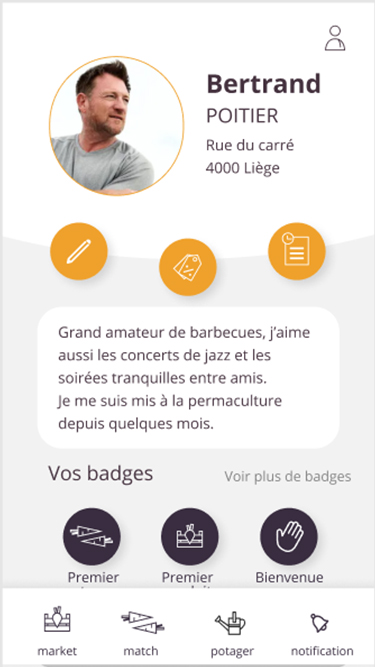 Bertrand
POITIER
Rue du carré
4000 Liège
Grand amateur de barbecues, j'aime
aussi les concerts de jazz et les
soirées tranquilles entre amis.
Je me suis mis à la permaculture
depuis quelques mois.
Vos badges
Voir plus de badges
Premier
Premier
Bienvenue
market
match
potager
notification